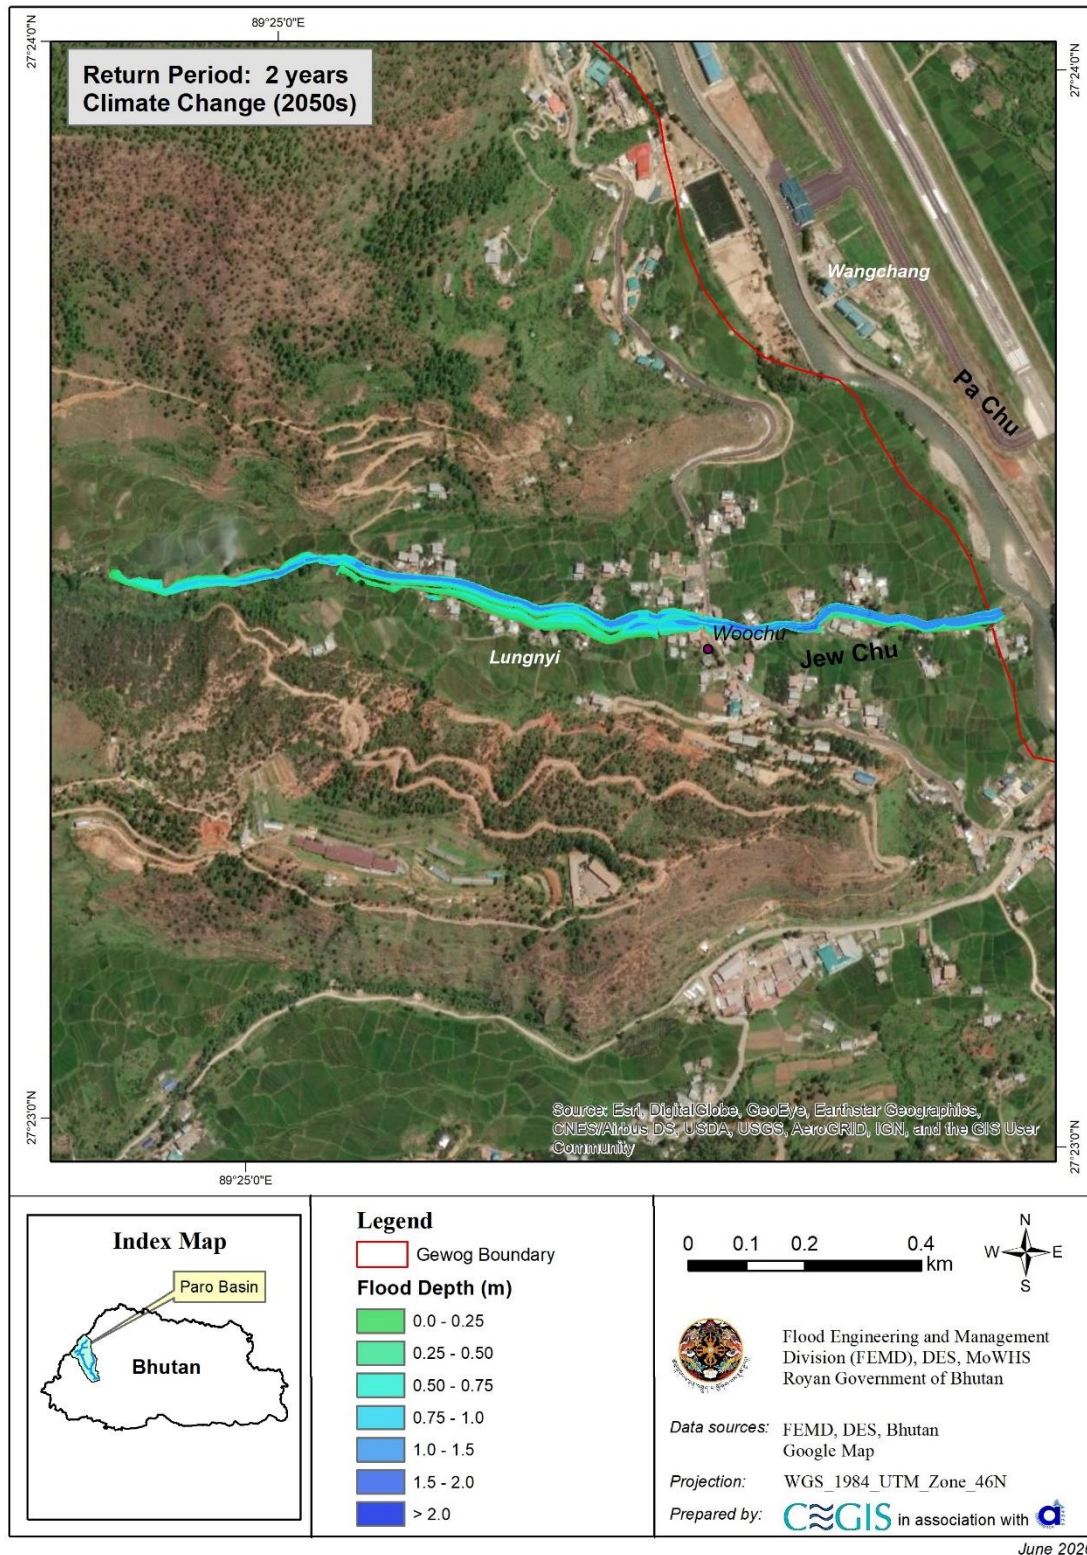 89°25'0"E
27°24'0"N
27°24'0"N
Return Period: 2 years
Climate Change (2050s)
Wangchang
Pa Chu
Woochu
Lungnyi
Jew Chu
Source: Esri, DigitalGlobe, GeoEye, Earthstar Geographics,
CNES/Airbus DS, USDA, USGS, AeroGRID, IGN, and the GIS User
Community
27°23'0"N
27°23'0"N
89°25'0"E
Index Map
Paro Basin
Bhutan
Legend
Gewog Boundary
Flood Depth (m)
0.0 - 0.25
0.25 - 0.50
0.50 - 0.75
0.75 - 1.0
1.0 - 1.5
1.5 - 2.0
> 2.0
0 0.1 0.2 0.4
km
N
W E
S
Flood Engineering and Management
Division (FEMD), DES, MoWHS
Royan Government of Bhutan
Data sources: FEMD, DES, Bhutan
Google Map
Projection: WGS_1984_UTM_Zone_46N
Prepared by: CEGIS in association with
June 2020